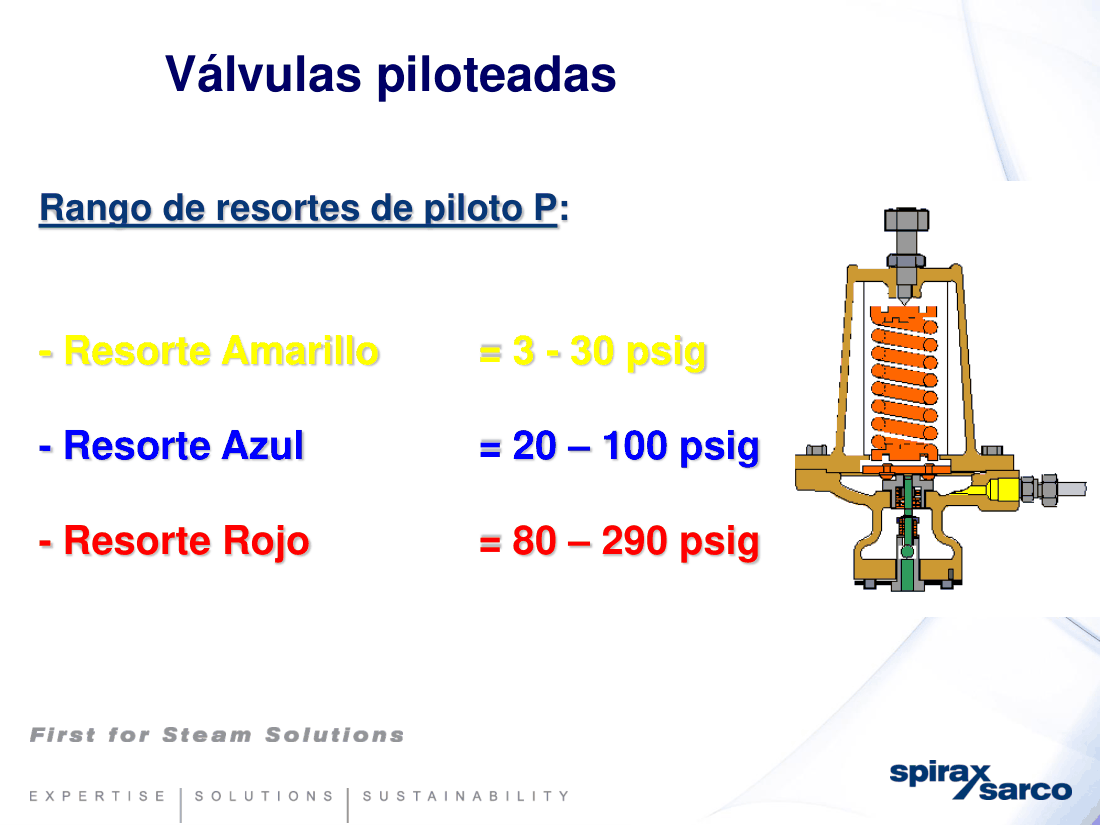 Válvulas piloteadas
Rango de resortes de piloto P:
- Resorte Amarillo = 3 - 30 psig
- Resorte Azul = 20 – 100 psig
- Resorte Rojo = 80 – 290 psig
First for Steam Solutions
EXPERTISE SOLUTIONS SUSTAINABILITY
spirax
sarco